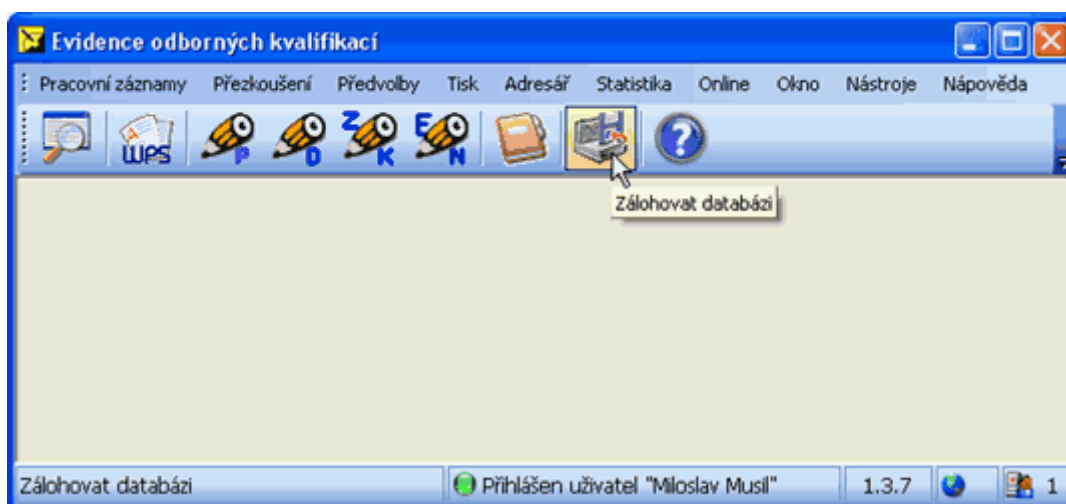 Evidence odborných kvalifikací
Pracovní záznamy Přezkoušení Předvolby Tisk Adresář Statistika Online Okno Nástroje Nápověda
WPS P D Z K E N ?
Zálohovat databázi
Zálohovat databázi Přihlášen uživatel "Miloslav Musil" 1.3.7 1